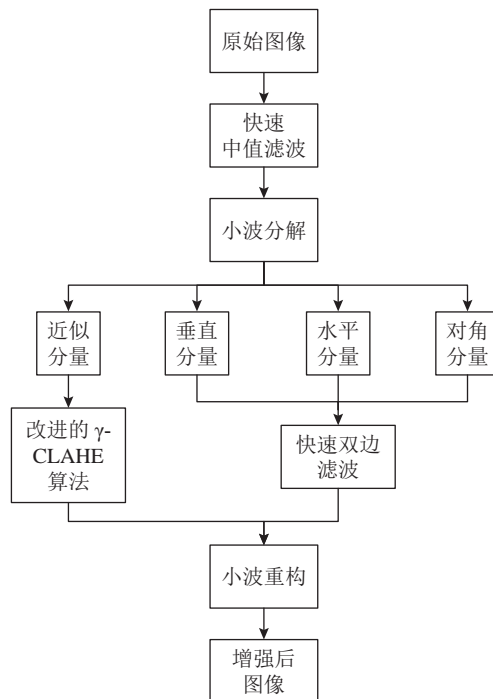 原始图像
快速
中值滤波
小波分解
近似
分量
垂直
分量
水平
分量
对角
分量
改进的 γ-
CLAHE
算法
快速双边
滤波
小波重构
增强后
图像